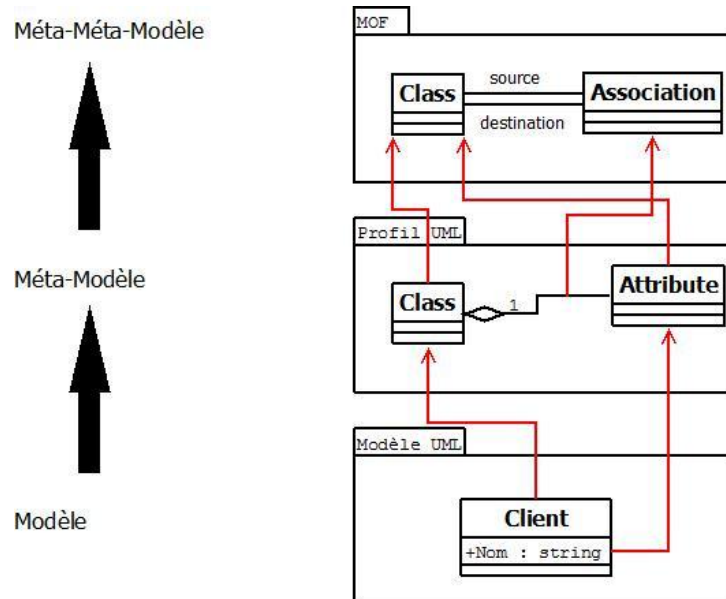 Méta-Méta-Modèle
MOF
Class
source
destination
Association
Méta-Modèle
Profil UML
Class
1
Attribute
Modèle
Modèle UML
Client
+Nom : string